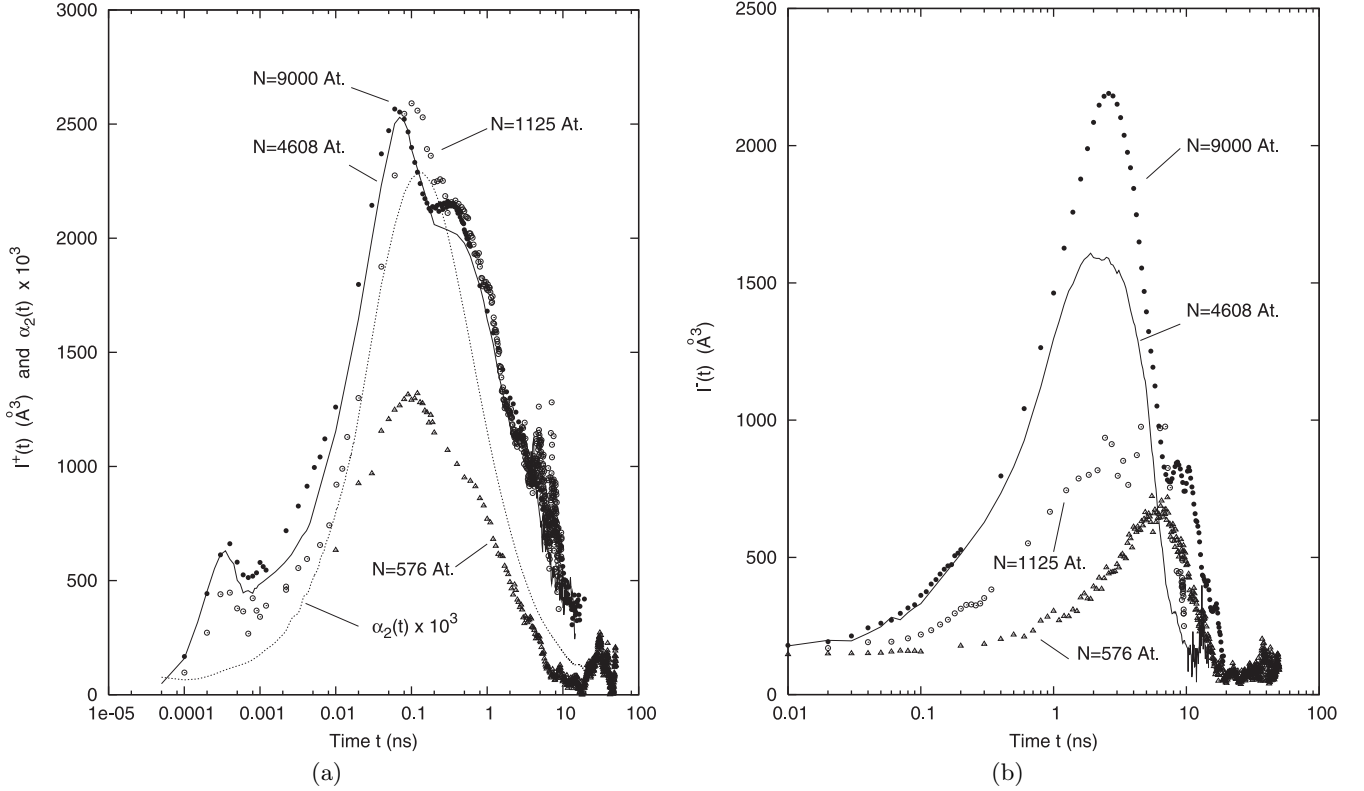 3000
2500
2000
1500
1000
500
0
I⁺(t) (Å³) and α₂(t) x 10³
N=9000 At.
N=4608 At.
N=1125 At.
N=576 At.
α₂(t) x 10³
1e-05 0.0001 0.001 0.01 0.1 1 10 100
Time t (ns)
(a)
2500
2000
1500
1000
500
0
I⁻(t) (Å³)
N=9000 At.
N=4608 At.
N=1125 At.
N=576 At.
0.01 0.1 1 10 100
Time t (ns)
(b)